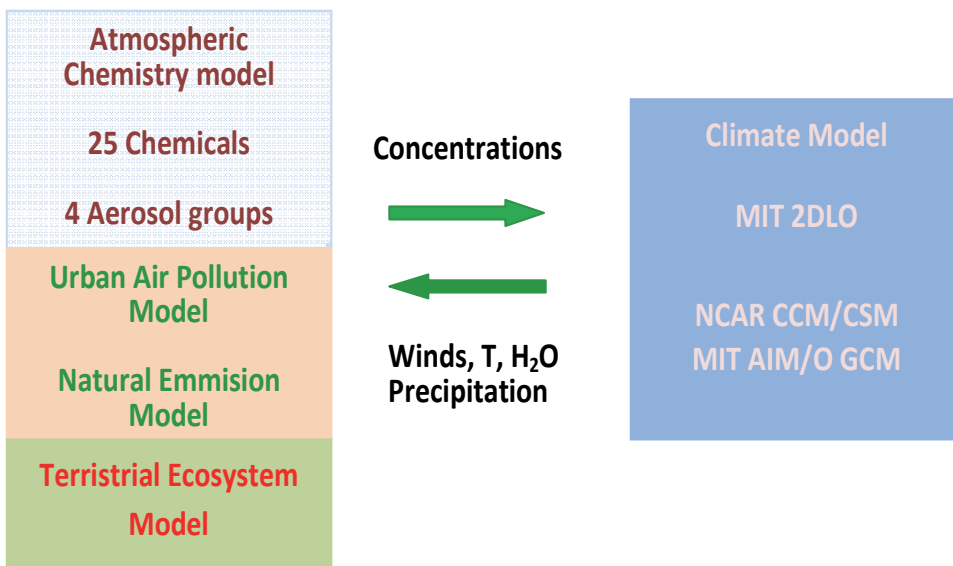 Atmospheric
Chemistry model
25 Chemicals
4 Aerosol groups
Urban Air Pollution
Model
Natural Emmision
Model
Terristrial Ecosystem
Model
Concentrations
Winds, T, H₂O
Precipitation
Climate Model
MIT 2DLO
NCAR CCM/CSM
MIT AIM/O GCM